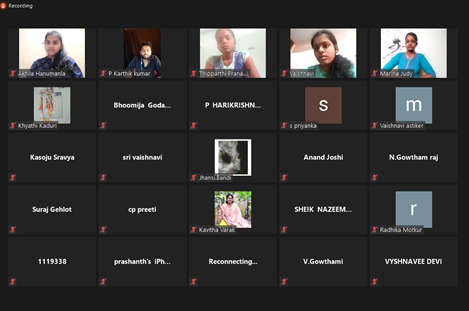 Recording
Akhila Hanumanla
P Karthik kumar
Thipparthi Prana...
Vaishnavi
Marina Judy
Khyathi Kaduri
Bhoomija Goda...
P HARIKRISHN...
s
s priyanka
m
Vaishnavi astiker
Kasoju Sravya
sri vaishnavi
Jhansi.Bandi
Anand Joshi
N.Gowtham raj
Suraj Gehlot
cp preeti
Kavitha Varak
SHEIK NAZEEM...
r
Radhika Motkur
1119338
prashanth's iPh...
Reconnecting...
V.Gowthami
VYSHNAVEE DEVI